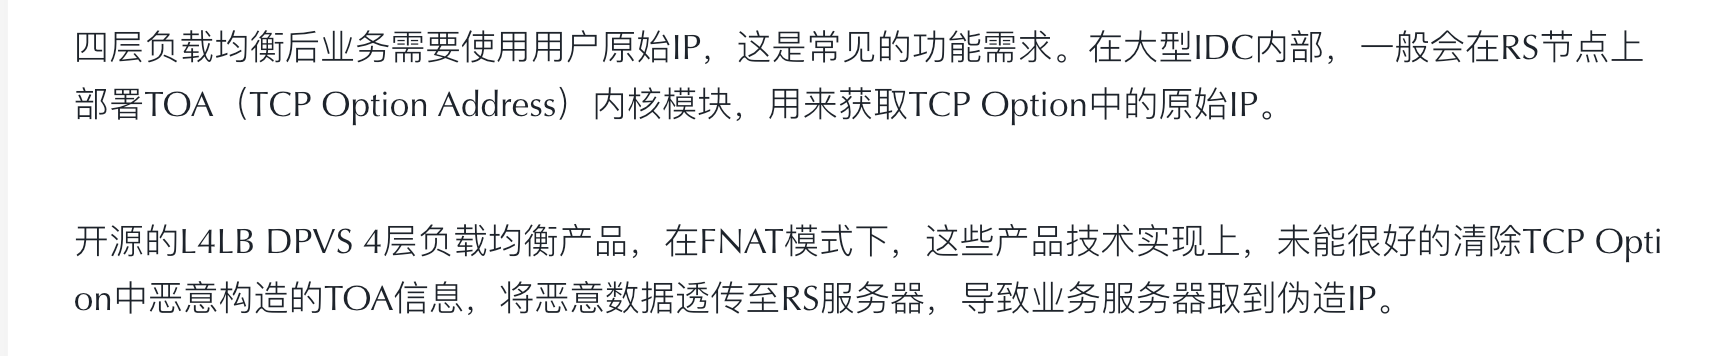 四层负载均衡后业务需要使用用户原始IP，这是常见的功能需求。在大型IDC内部，一般会在RS节点上
部署TOA（TCP Option Address）内核模块，用来获取TCP Option中的原始IP。
开源的L4LB DPVS 4层负载均衡产品，在FNAT模式下，这些产品技术实现上，未能很好的清除TCP Opti
on中恶意构造的TOA信息，将恶意数据透传至RS服务器，导致业务服务器取到伪造IP。